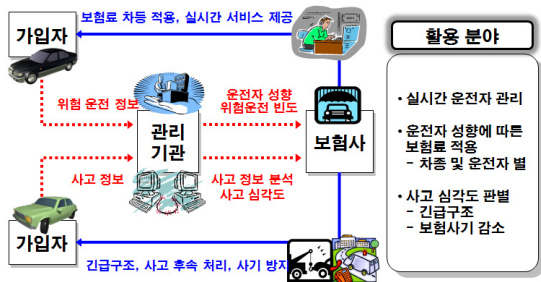 가입자
보험료 차등 적용, 실시간 서비스 제공
위험 운전 정보
관리
기관
운전자 성향
위험운전 빈도
보험사
사고 정보
사고 정보 분석
사고 심각도
가입자
긴급구조, 사고 후속 처리, 사기 방지
활용 분야
• 실시간 운전자 관리
• 운전자 성향에 따른
보험료 적용
- 차종 및 운전자 별
• 사고 심각도 판별
- 긴급구조
- 보험사기 감소